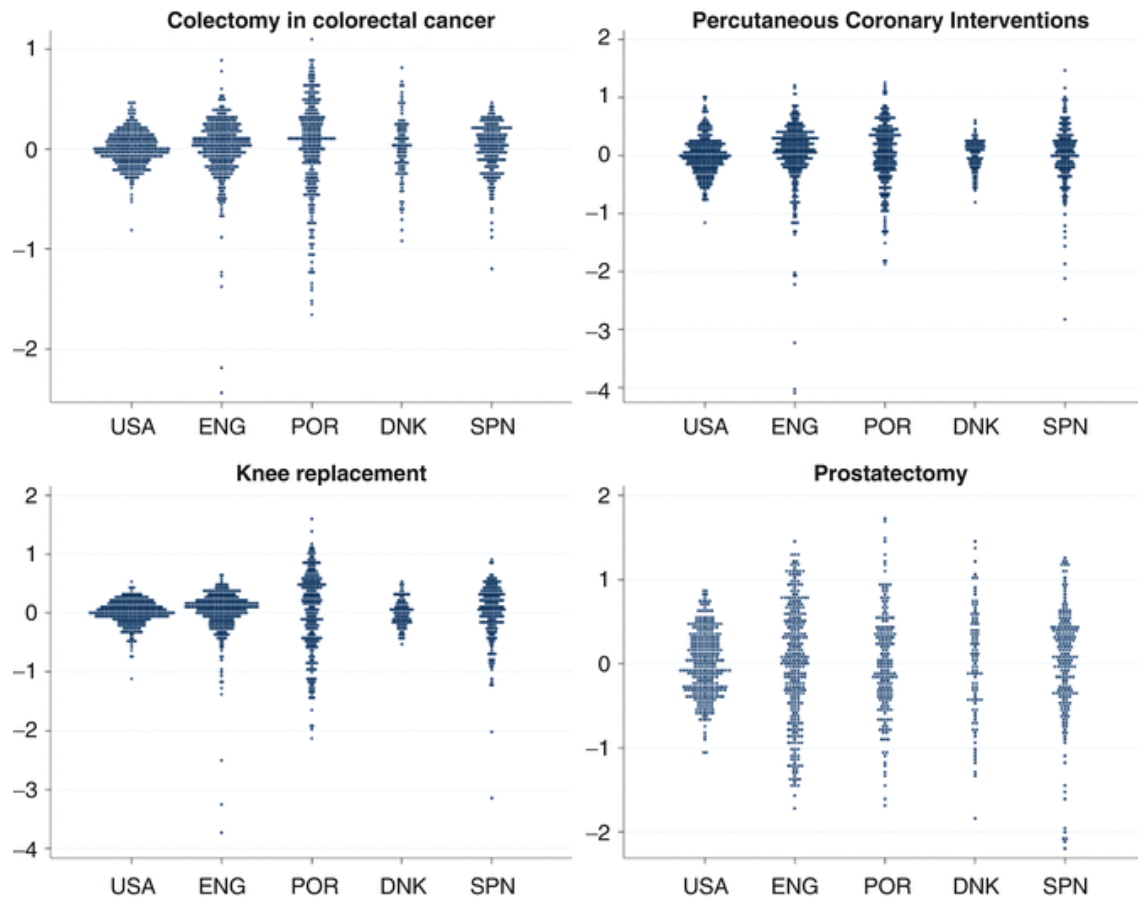 Colectomy in colorectal cancer
1
0
−1
−2
USA ENG POR DNK SPN
Percutaneous Coronary Interventions
2
1
0
−1
−2
−3
−4
USA ENG POR DNK SPN
Knee replacement
2
1
0
−1
−2
−3
−4
USA ENG POR DNK SPN
Prostatectomy
2
1
0
−1
−2
USA ENG POR DNK SPN